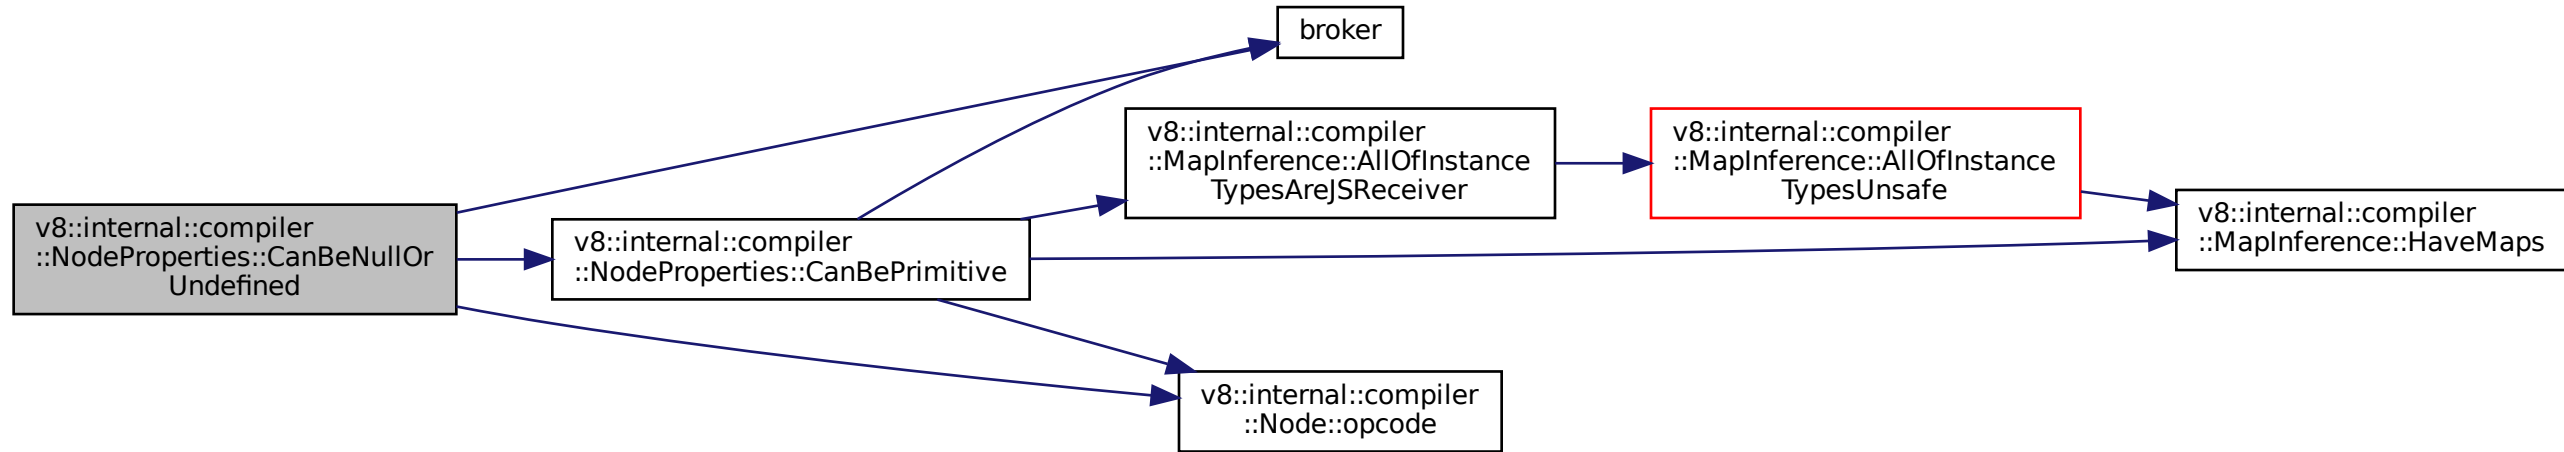 broker
v8::internal::compiler
::MapInference::AllOfInstance
TypesAreJSReceiver
v8::internal::compiler
::MapInference::AllOfInstance
TypesUnsafe
v8::internal::compiler
::MapInference::HaveMaps
v8::internal::compiler
::NodeProperties::CanBeNullOr
Undefined
v8::internal::compiler
::NodeProperties::CanBePrimitive
v8::internal::compiler
::Node::opcode